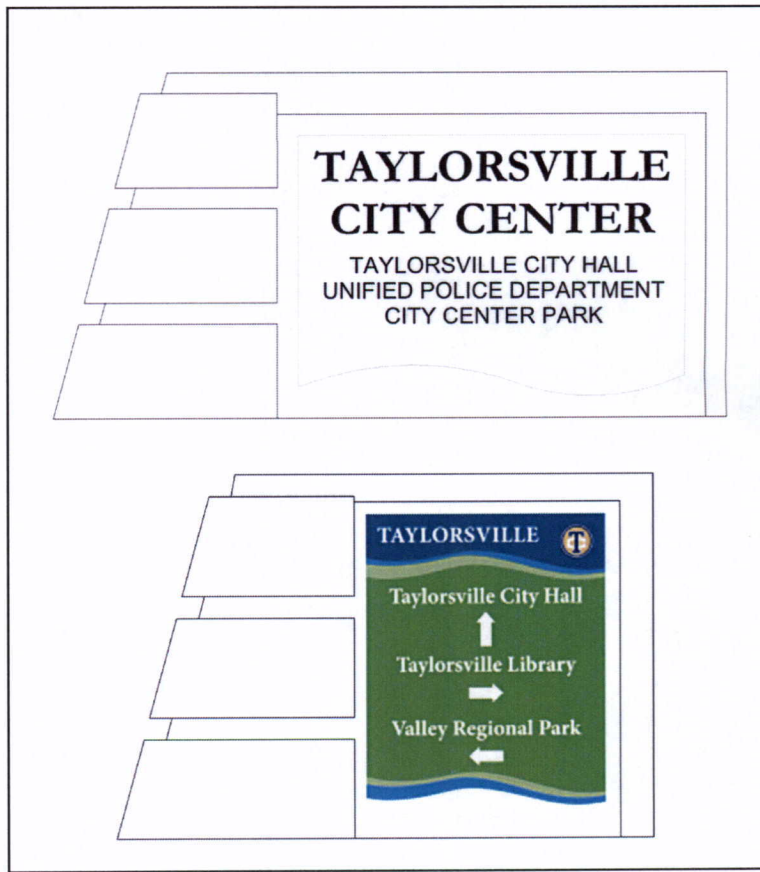 TAYLORSVILLE
CITY CENTER
TAYLORSVILLE CITY HALL
UNIFIED POLICE DEPARTMENT
CITY CENTER PARK
TAYLORSVILLE T
Taylorsville City Hall
Taylorsville Library
Valley Regional Park